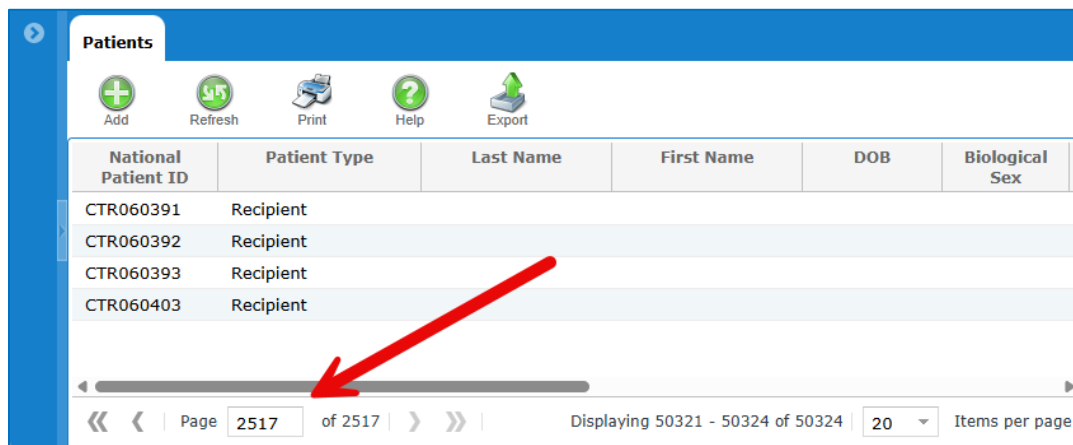 Patients
Add Refresh Print Help Export
National Patient ID Patient Type Last Name First Name DOB Biological Sex
CTR060391 Recipient
CTR060392 Recipient
CTR060393 Recipient
CTR060403 Recipient
Page 2517 of 2517 Displaying 50321 - 50324 of 50324 20 Items per page